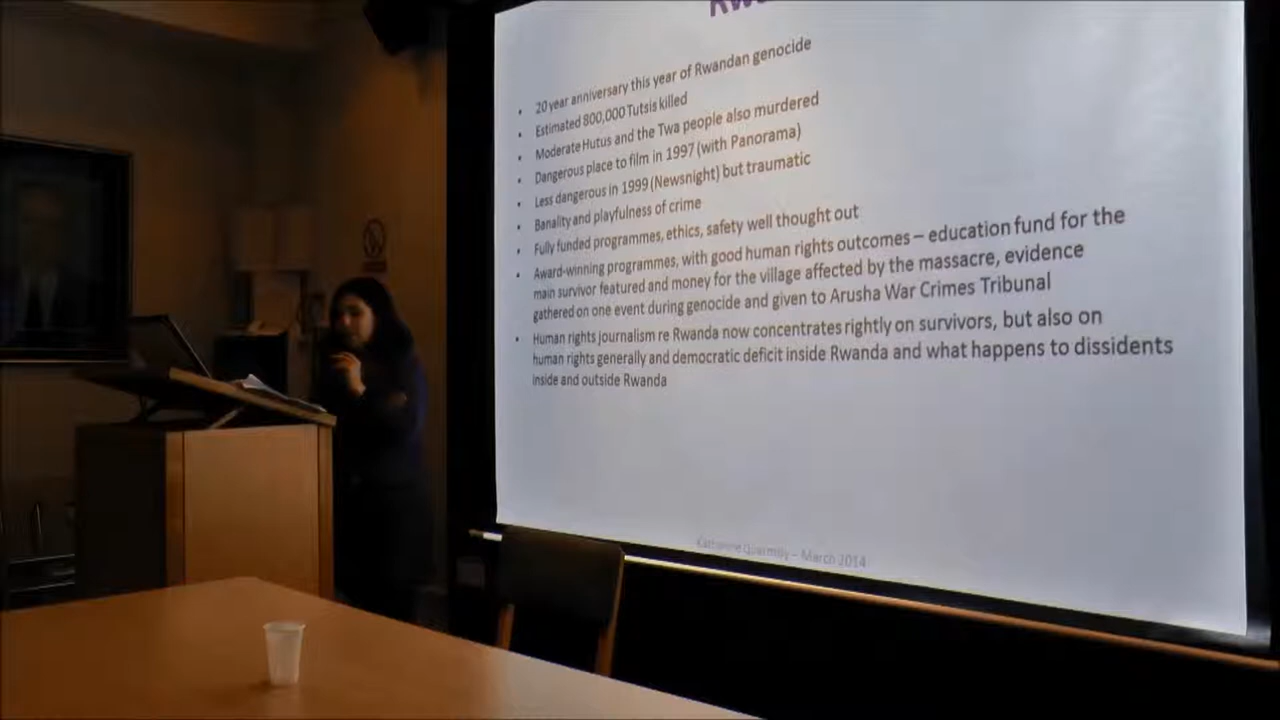 20 year anniversary this year of Rwandan genocide
Estimated 800,000 Tutsis killed
Moderate Hutus and the Twa people also murdered
Dangerous place to film in 1997 (with Panorama)
Less dangerous in 1999 (Newsnight) but traumatic
Banality and playfulness of crime
Fully funded programmes, ethics, safety well thought out
Award-winning programmes, with good human rights outcomes – education fund for the
main survivor featured and money for the village affected by the massacre, evidence
gathered on one event during genocide and given to Arusha War Crimes Tribunal
Human rights journalism re Rwanda now concentrates rightly on survivors, but also on
human rights generally and democratic deficit inside Rwanda and what happens to dissidents
inside and outside Rwanda
Katharine Quarmby – March 2014